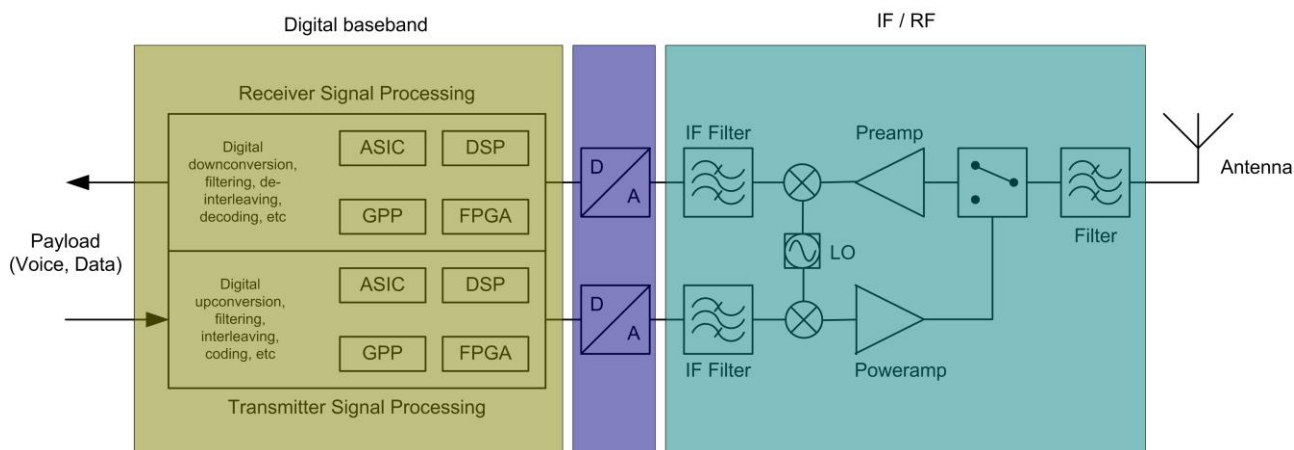 Digital baseband
IF / RF
Receiver Signal Processing
Digital
downconversion,
filtering, de-
interleaving,
decoding, etc
ASIC
DSP
GPP
FPGA
D
A
IF Filter
Preamp
Antenna
Filter
LO
Payload
(Voice, Data)
Digital
upconversion,
filtering,
interleaving,
coding, etc
ASIC
DSP
GPP
FPGA
D
A
IF Filter
Poweramp
Transmitter Signal Processing